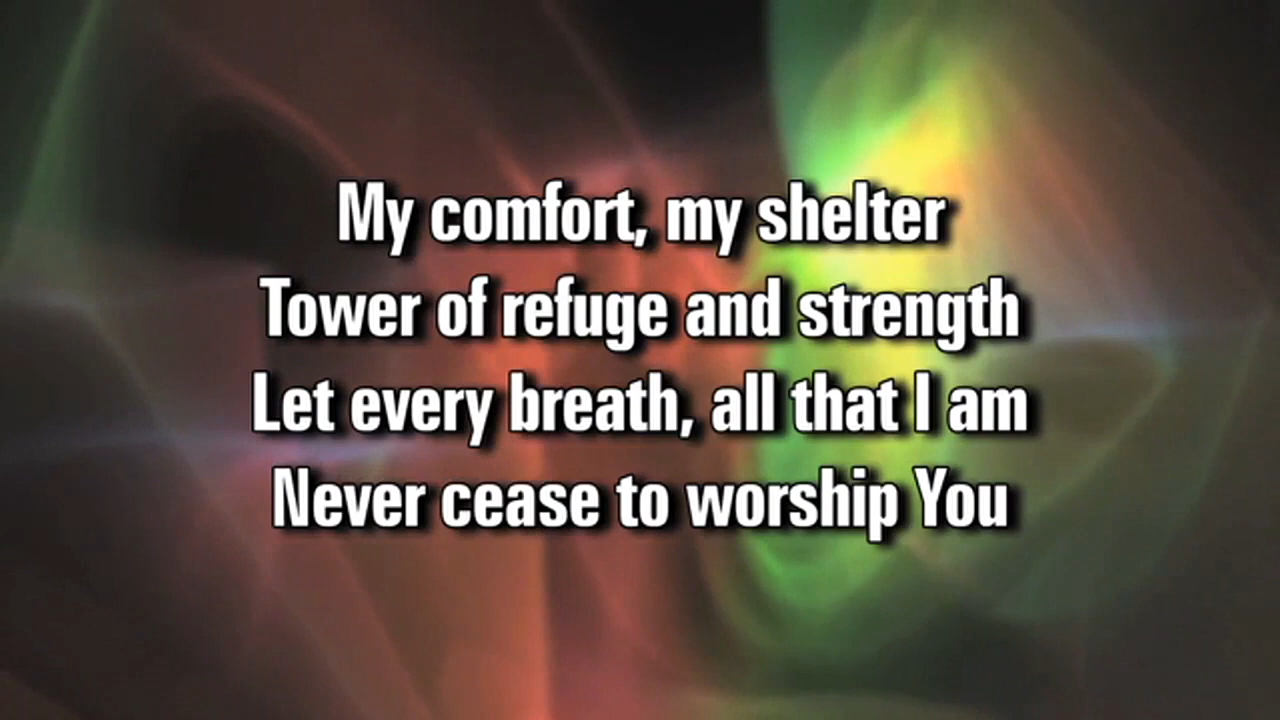 My comfort, my shelter
Tower of refuge and strength
Let every breath, all that I am
Never cease to worship You